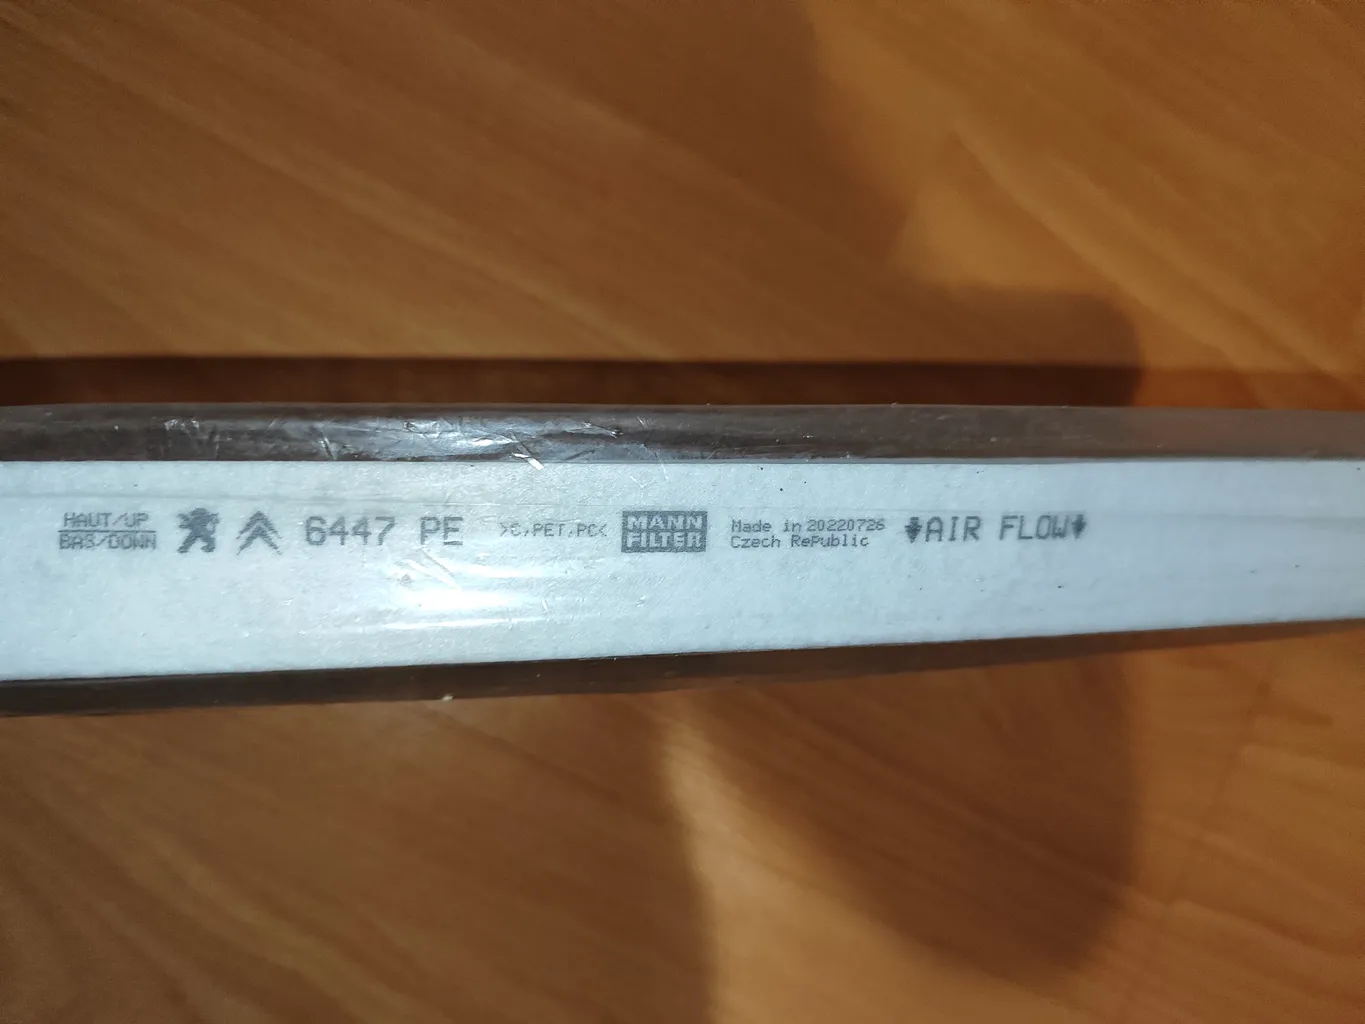 HAUT/UP
BAS/DOWN
6447 PE
>C,PET,PC<
MANN
FILTER
Made in 20220726
Czech Republic
AIR FLOW